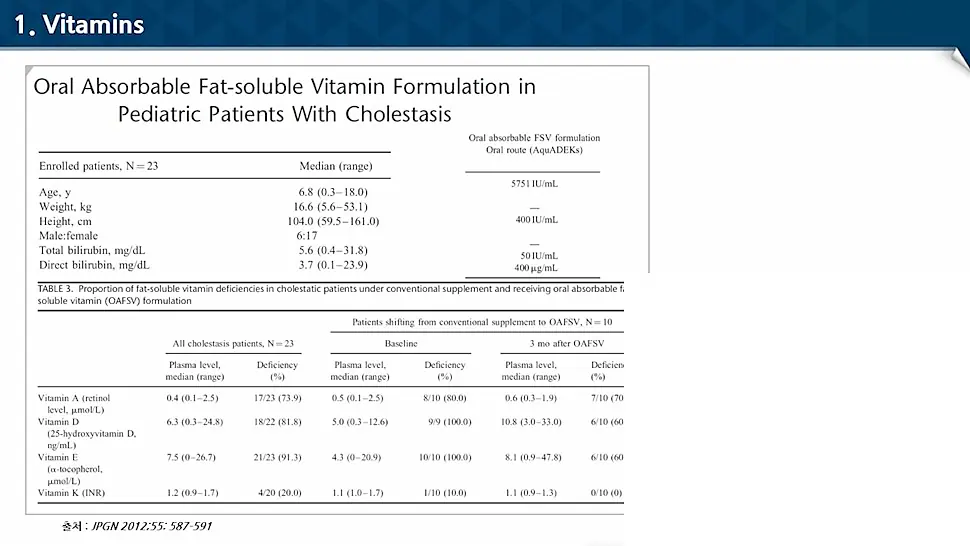 1. Vitamins
Oral Absorbable Fat-soluble Vitamin Formulation in
Pediatric Patients With Cholestasis
Oral absorbable FSV formulation
Oral route (AquADEKs)
Enrolled patients, N = 23 Median (range)
5751 IU/mL
Age, y 6.8 (0.3–18.0)
Weight, kg 16.6 (5.6–53.1) —
Height, cm 104.0 (59.5–161.0) 400 IU/mL
Male:female 6:17
—
Total bilirubin, mg/dL 5.6 (0.4–31.8) 50 IU/mL
Direct bilirubin, mg/dL 3.7 (0.1–23.9) 400 μg/mL
TABLE 3. Proportion of fat-soluble vitamin deficiencies in cholestatic patients under conventional supplement and receiving oral absorbable f
soluble vitamin (OAFSV) formulation
Patients shifting from conventional supplement to OAFSV, N = 10
All cholestasis patients, N = 23 Baseline 3 mo after OAFSV
Plasma level, Deficiency Plasma level, Deficiency Plasma level, Deficien
median (range) (%) median (range) (%) median (range) (%)
Vitamin A (retinol 0.4 (0.1–2.5) 17/23 (73.9) 0.5 (0.1–2.5) 8/10 (80.0) 0.6 (0.3–1.9) 7/10 (70
level, μmol/L)
Vitamin D 6.3 (0.3–24.8) 18/22 (81.8) 5.0 (0.3–12.6) 9/9 (100.0) 10.8 (3.0–33.0) 6/10 (60
(25-hydroxyvitamin D,
ng/mL)
Vitamin E 7.5 (0–26.7) 21/23 (91.3) 4.3 (0–20.9) 10/10 (100.0) 8.1 (0.9–47.8) 6/10 (60
(α-tocopherol,
μmol/L)
Vitamin K (INR) 1.2 (0.9–1.7) 4/20 (20.0) 1.1 (1.0–1.7) 1/10 (10.0) 1.1 (0.9–1.3) 0/10 (0)
출처 : JPGN 2012;55: 587-591